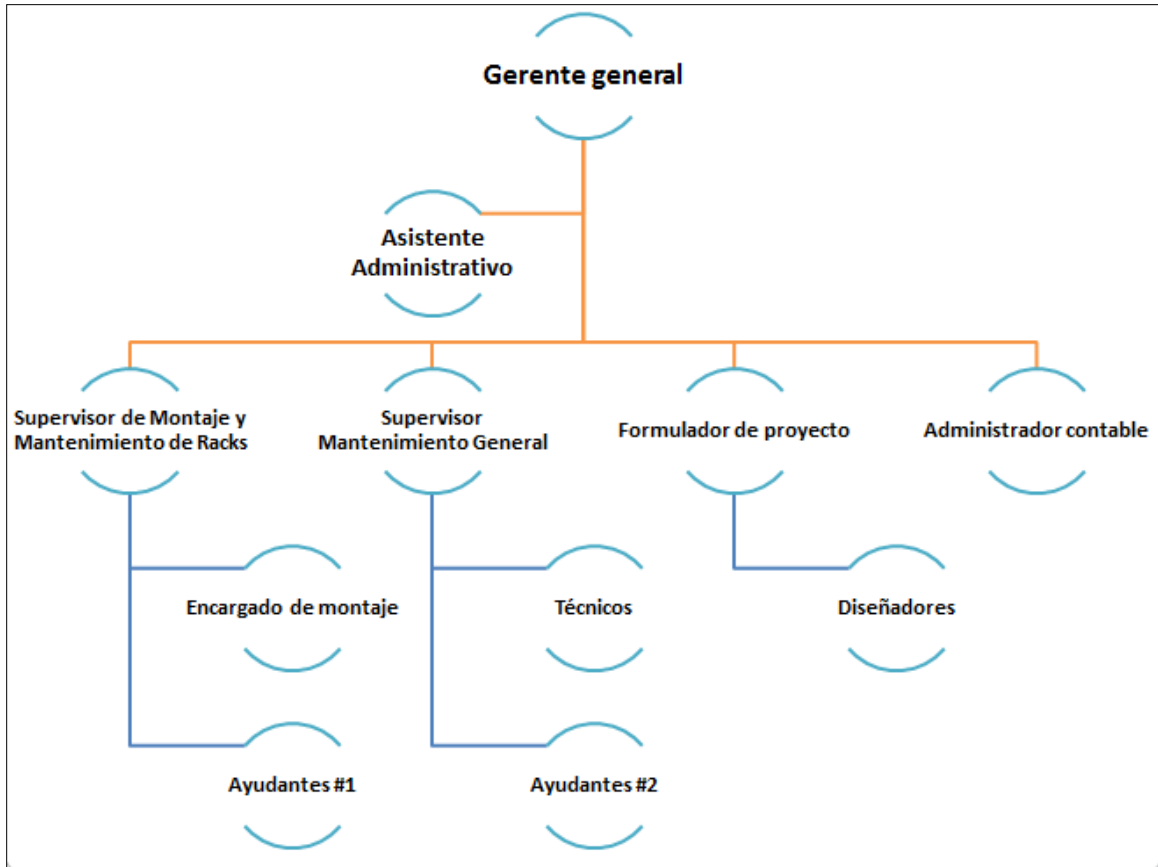 Gerente general
Asistente
Administrativo
Supervisor de Montaje y
Mantenimiento de Racks
Supervisor
Mantenimiento General
Formulador de proyecto
Administrador contable
Encargado de montaje
Técnicos
Diseñadores
Ayudantes #1
Ayudantes #2